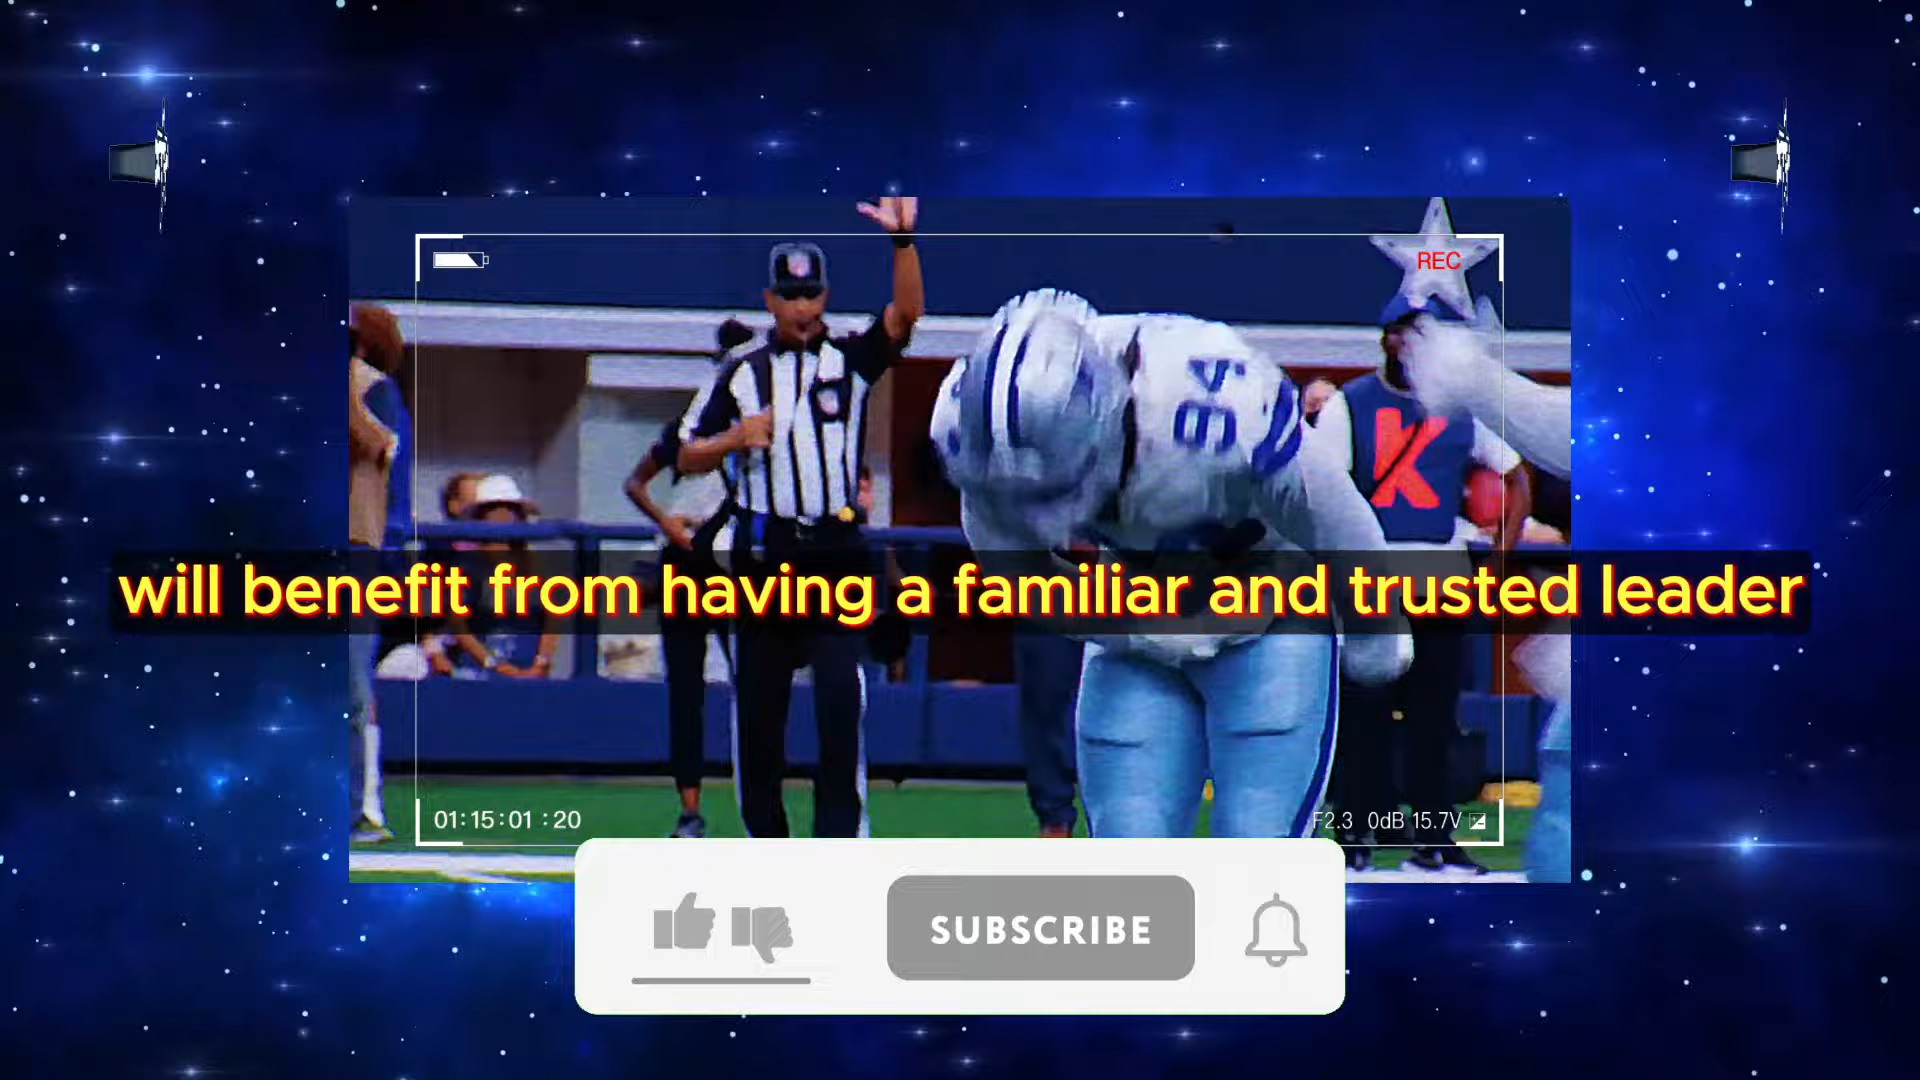 REC
94
K
will benefit from having a familiar and trusted leader
01:15:01 :20
F2.3 0dB 15.7V
SUBSCRIBE